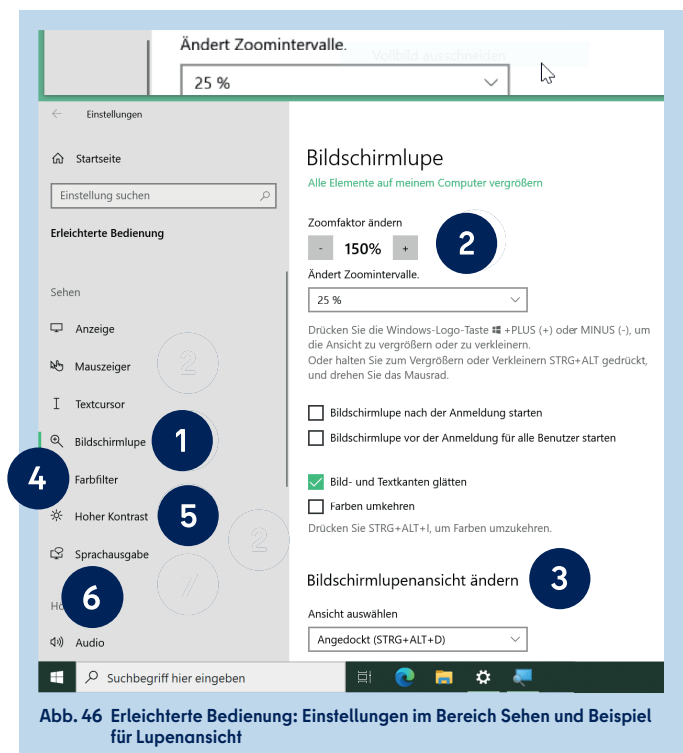 Ändert Zoomintervalle.
Vollbild ausschneiden
25 %
Einstellungen
Startseite
Einstellung suchen
Erleichterte Bedienung
Sehen
Anzeige
Mauszeiger
2
Textcursor
Bildschirmlupe
1
4
Farbfilter
Hoher Kontrast
5
2
Sprachausgabe
7
6
Audio
Bildschirmlupe
Alle Elemente auf meinem Computer vergrößern
Zoomfaktor ändern
- 150% +
2
Ändert Zoomintervalle.
25 %
Drücken Sie die Windows-Logo-Taste +PLUS (+) oder MINUS (-), um
die Ansicht zu vergrößern oder zu verkleinern.
Oder halten Sie zum Vergrößern oder Verkleinern STRG+ALT gedrückt,
und drehen Sie das Mausrad.
Bildschirmlupe nach der Anmeldung starten
Bildschirmlupe vor der Anmeldung für alle Benutzer starten
Bild- und Textkanten glätten
Farben umkehren
Drücken Sie STRG+ALT+I, um Farben umzukehren.
Bildschirmlupenansicht ändern
3
Ansicht auswählen
Angedockt (STRG+ALT+D)
Suchbegriff hier eingeben
Abb. 46 Erleichterte Bedienung: Einstellungen im Bereich Sehen und Beispiel
für Lupenansicht